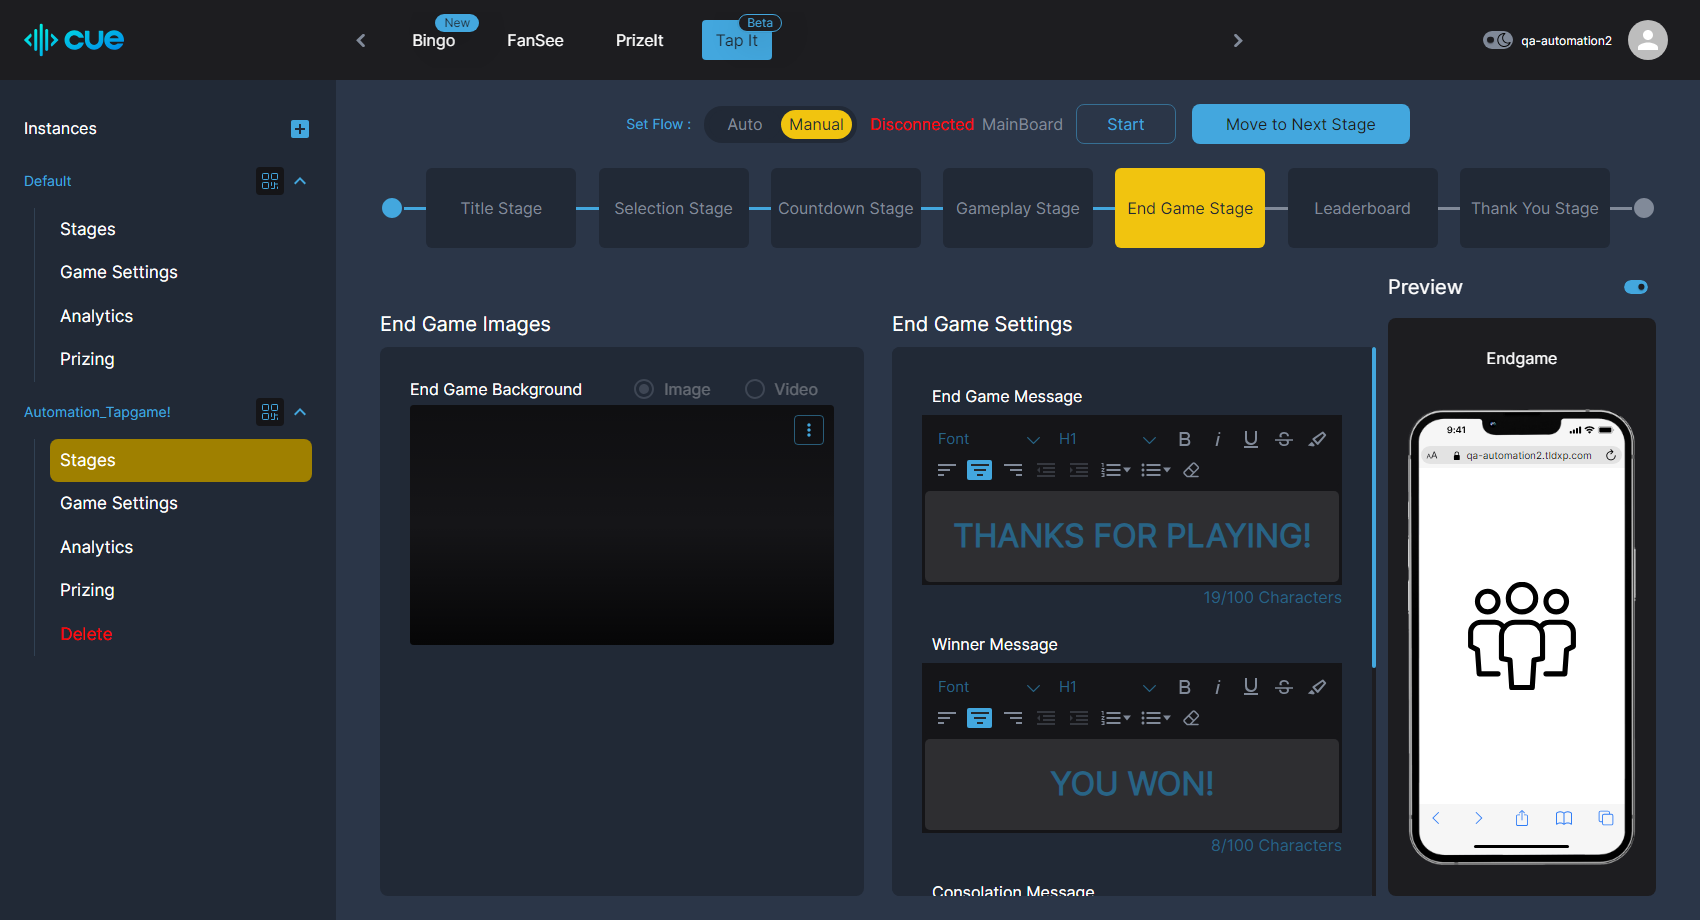 cue
New
Bingo
FanSee
PrizeIt
Beta
Tap It
qa-automation2
Instances
Default
Stages
Game Settings
Analytics
Prizing
Automation_Tapgame!
Stages
Game Settings
Analytics
Prizing
Delete
Set Flow :
Auto
Manual
Disconnected MainBoard
Start
Move to Next Stage
Title Stage
Selection Stage
Countdown Stage
Gameplay Stage
End Game Stage
Leaderboard
Thank You Stage
End Game Images
End Game Background
Image
Video
End Game Settings
End Game Message
Font
H1
B i U S
THANKS FOR PLAYING!
19/100 Characters
Winner Message
Font
H1
B i U S
YOU WON!
8/100 Characters
Consolation Message
Preview
Endgame
9:41
AA qa-automation2.tldxp.com